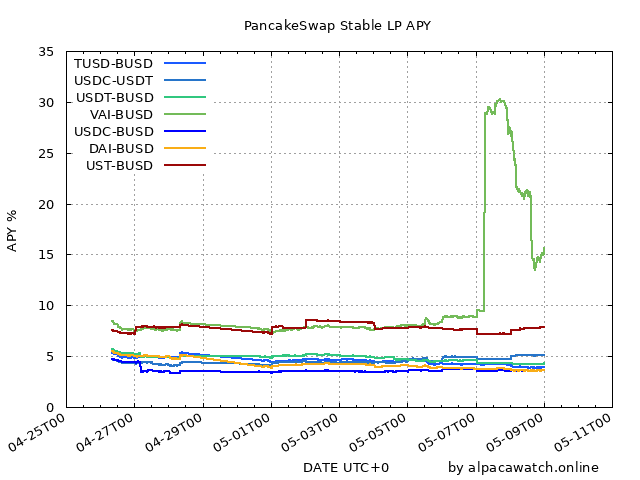 PancakeSwap Stable LP APY
35
30
25
20
15
10
5
0
APY %
TUSD-BUSD
USDC-USDT
USDT-BUSD
VAI-BUSD
USDC-BUSD
DAI-BUSD
UST-BUSD
04-25T00
04-27T00
04-29T00
05-01T00
05-03T00
05-05T00
05-07T00
05-09T00
05-11T00
DATE UTC+0
by alpacawatch.online